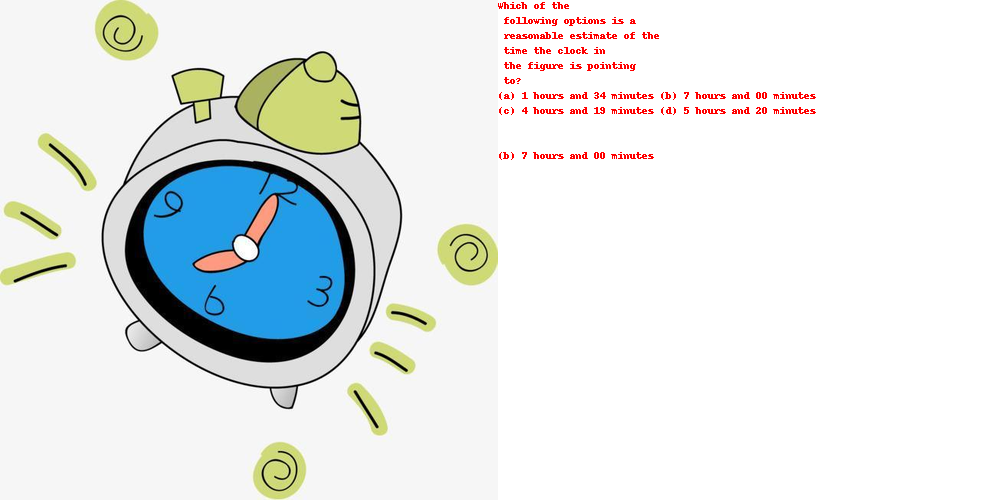 12
9
3
6
Which of the
following options is a
reasonable estimate of the
time the clock in
the figure is pointing
to?
(a) 1 hours and 34 minutes (b) 7 hours and 00 minutes
(c) 4 hours and 19 minutes (d) 5 hours and 20 minutes
(b) 7 hours and 00 minutes